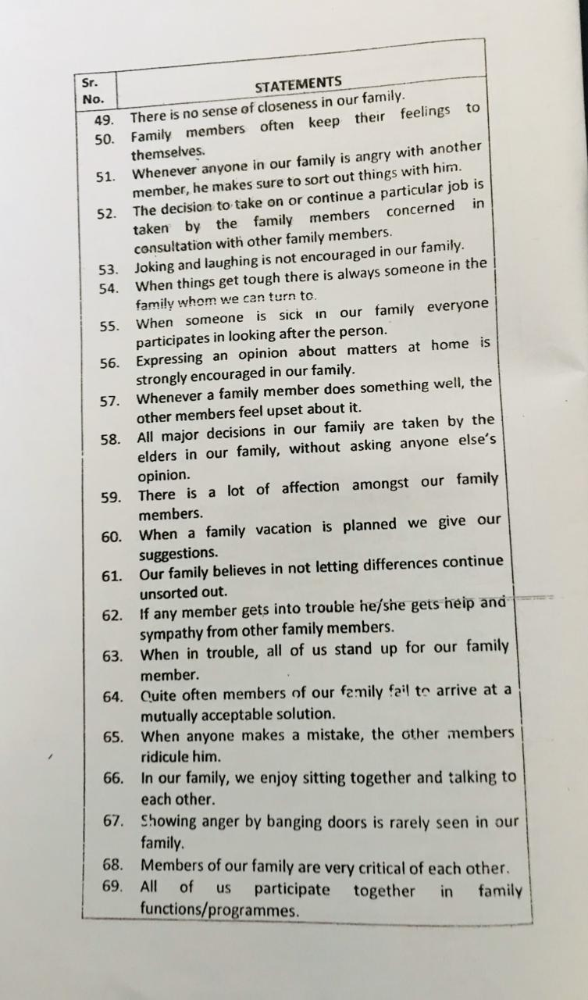 Sr.
No.
STATEMENTS
49. There is no sense of closeness in our family.
50. Family members often keep their feelings to
themselves.
51. Whenever anyone in our family is angry with another
member, he makes sure to sort out things with him.
52. The decision to take on or continue a particular job is
taken by the family members concerned in
consultation with other family members.
53. Joking and laughing is not encouraged in our family.
54. When things get tough there is always someone in the
family whom we can turn to.
55. When someone is sick in our family everyone
participates in looking after the person.
56. Expressing an opinion about matters at home is
strongly encouraged in our family.
57. Whenever a family member does something well, the
other members feel upset about it.
58. All major decisions in our family are taken by the
elders in our family, without asking anyone else's
opinion.
59. There is a lot of affection amongst our family
members.
60. When a family vacation is planned we give our
suggestions.
61. Our family believes in not letting differences continue
unsorted out.
62. If any member gets into trouble he/she gets help and
sympathy from other family members.
63. When in trouble, all of us stand up for our family
member.
64. Quite often members of our family fail to arrive at a
mutually acceptable solution.
65. When anyone makes a mistake, the other members
ridicule him.
66. In our family, we enjoy sitting together and talking to
each other.
67. Showing anger by banging doors is rarely seen in our
family.
68. Members of our family are very critical of each other.
69. All of us participate together in family
functions/programmes.